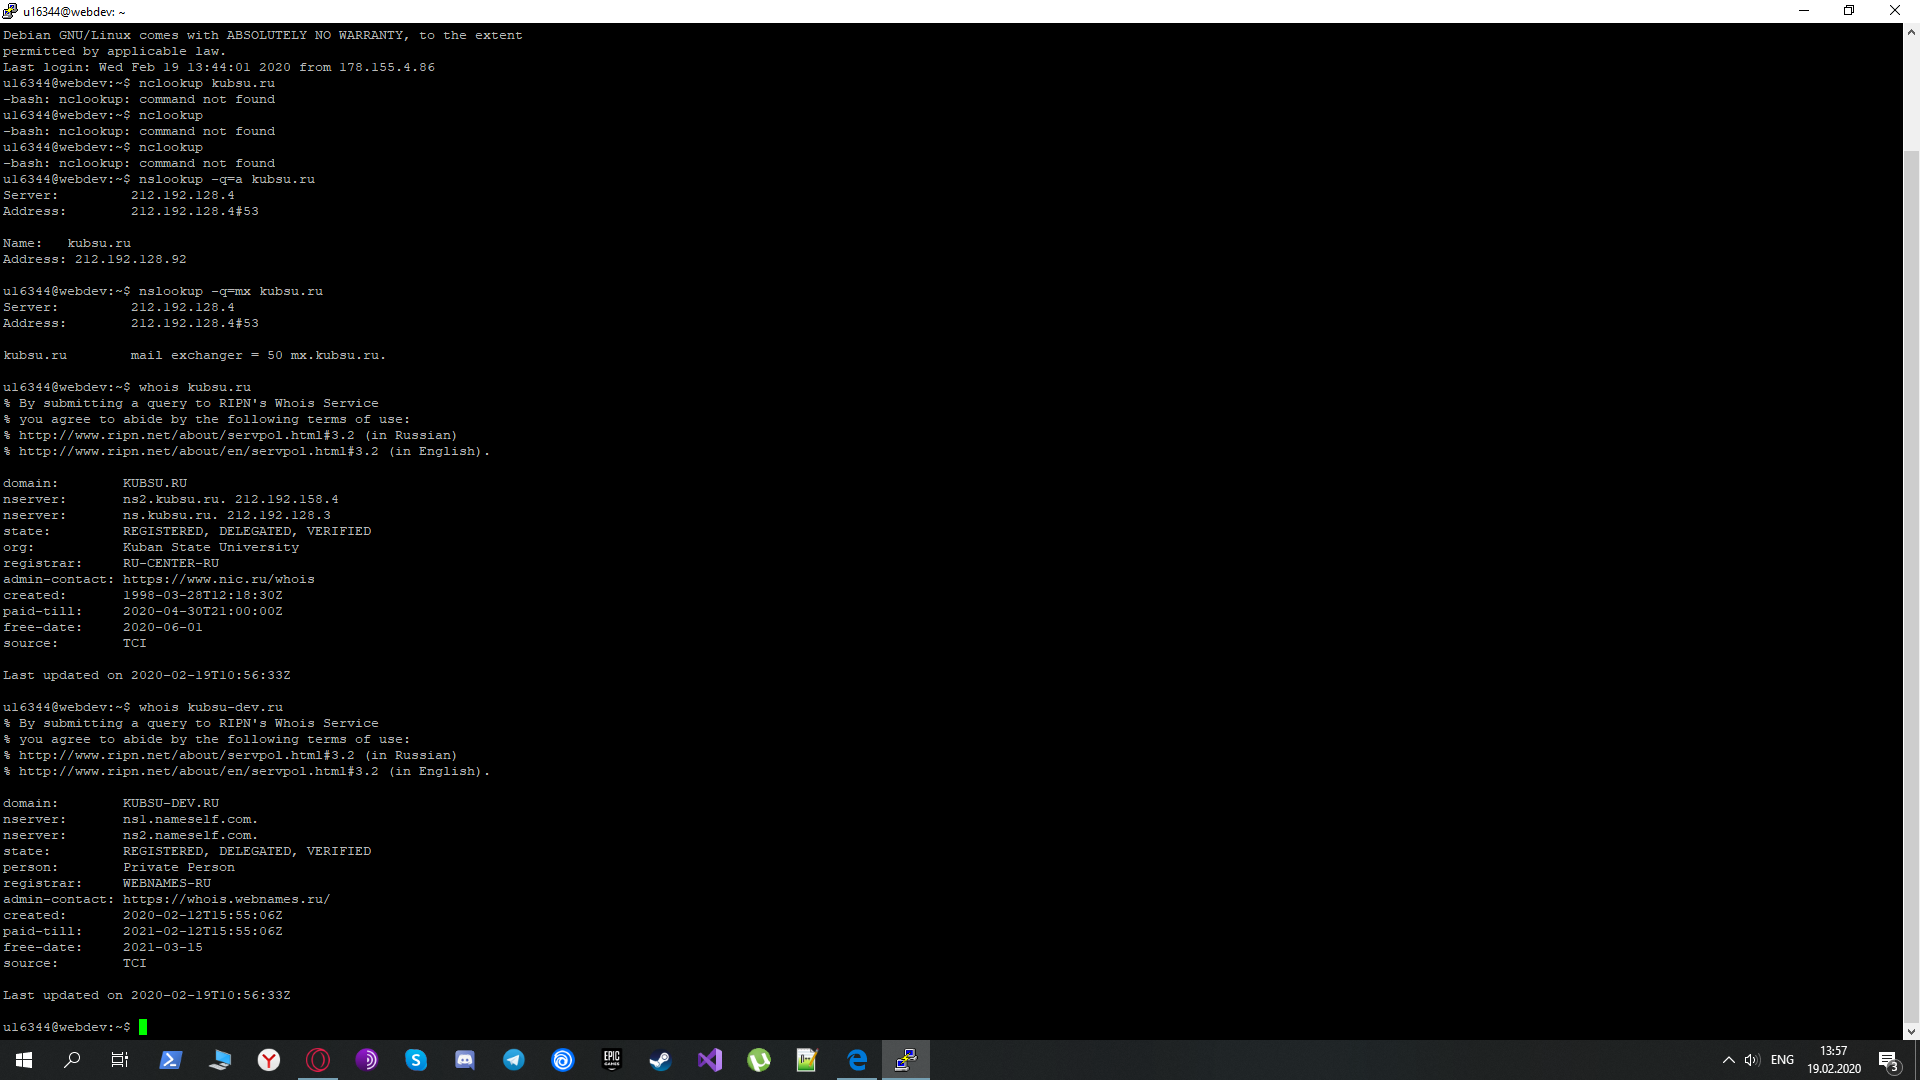 u16344@webdev: ~
Debian GNU/Linux comes with ABSOLUTELY NO WARRANTY, to the extent
permitted by applicable law.
Last login: Wed Feb 19 13:44:01 2020 from 178.155.4.86
u16344@webdev:~$ nclookup kubsu.ru
-bash: nclookup: command not found
u16344@webdev:~$ nclookup
-bash: nclookup: command not found
u16344@webdev:~$ nclookup
-bash: nclookup: command not found
u16344@webdev:~$ nslookup -q=a kubsu.ru
Server:         212.192.128.4
Address:        212.192.128.4#53

Name:   kubsu.ru
Address: 212.192.128.92

u16344@webdev:~$ nslookup -q=mx kubsu.ru
Server:         212.192.128.4
Address:        212.192.128.4#53

kubsu.ru        mail exchanger = 50 mx.kubsu.ru.

u16344@webdev:~$ whois kubsu.ru
% By submitting a query to RIPN's Whois Service
% you agree to abide by the following terms of use:
% http://www.ripn.net/about/servpol.html#3.2 (in Russian)
% http://www.ripn.net/about/en/servpol.html#3.2 (in English).

domain:        KUBSU.RU
nserver:       ns2.kubsu.ru. 212.192.158.4
nserver:       ns.kubsu.ru. 212.192.128.3
state:         REGISTERED, DELEGATED, VERIFIED
org:           Kuban State University
registrar:     RU-CENTER-RU
admin-contact: https://www.nic.ru/whois
created:       1998-03-28T12:18:30Z
paid-till:     2020-04-30T21:00:00Z
free-date:     2020-06-01
source:        TCI

Last updated on 2020-02-19T10:56:33Z

u16344@webdev:~$ whois kubsu-dev.ru
% By submitting a query to RIPN's Whois Service
% you agree to abide by the following terms of use:
% http://www.ripn.net/about/servpol.html#3.2 (in Russian)
% http://www.ripn.net/about/en/servpol.html#3.2 (in English).

domain:        KUBSU-DEV.RU
nserver:       ns1.nameself.com.
nserver:       ns2.nameself.com.
state:         REGISTERED, DELEGATED, VERIFIED
person:        Private Person
registrar:     WEBNAMES-RU
admin-contact: https://whois.webnames.ru/
created:       2020-02-12T15:55:06Z
paid-till:     2021-02-12T15:55:06Z
free-date:     2021-03-15
source:        TCI

Last updated on 2020-02-19T10:56:33Z

u16344@webdev:~$
EPIC
GAMES
ENG
13:57
19.02.2020
3